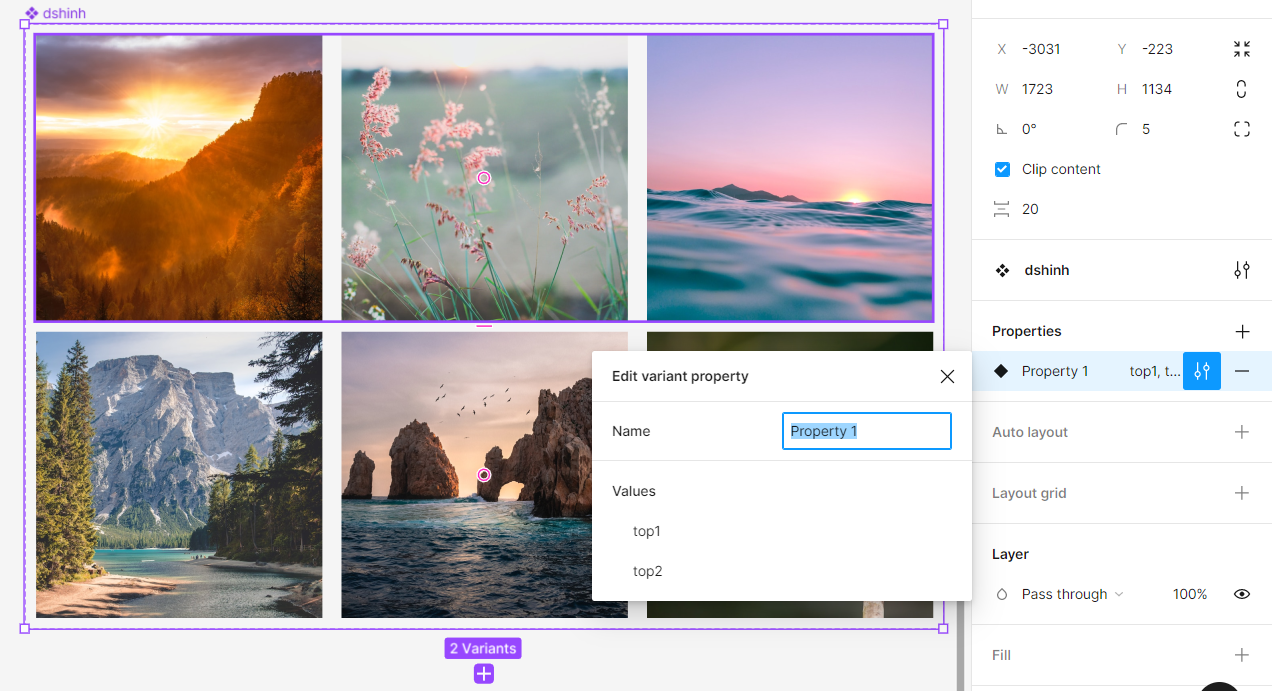 dshinh
X -3031 Y -223
W 1723 H 1134
0° 5
Clip content
20
dshinh
Properties
Property 1 top1, t...
Edit variant property
Name Property 1
Values
top1
top2
Auto layout
Layout grid
Layer
Pass through 100%
Fill
2 Variants